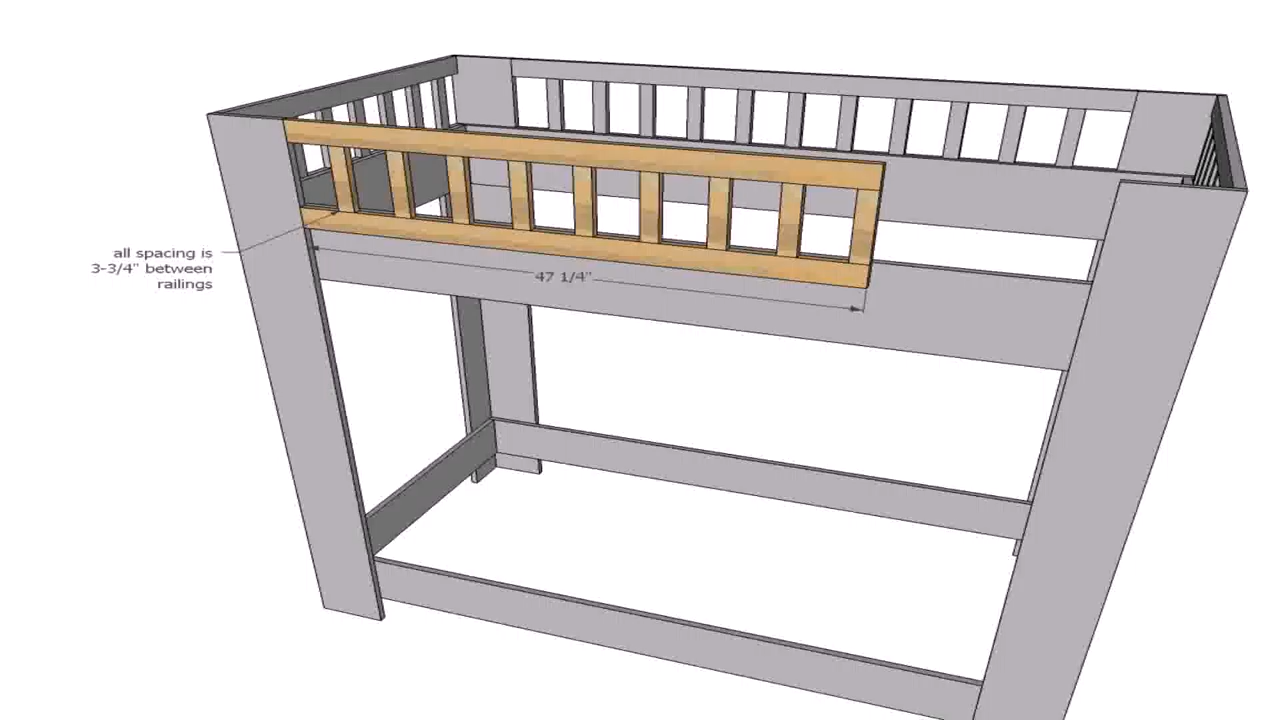 all spacing is
3-3/4" between
railings
47 1/4"